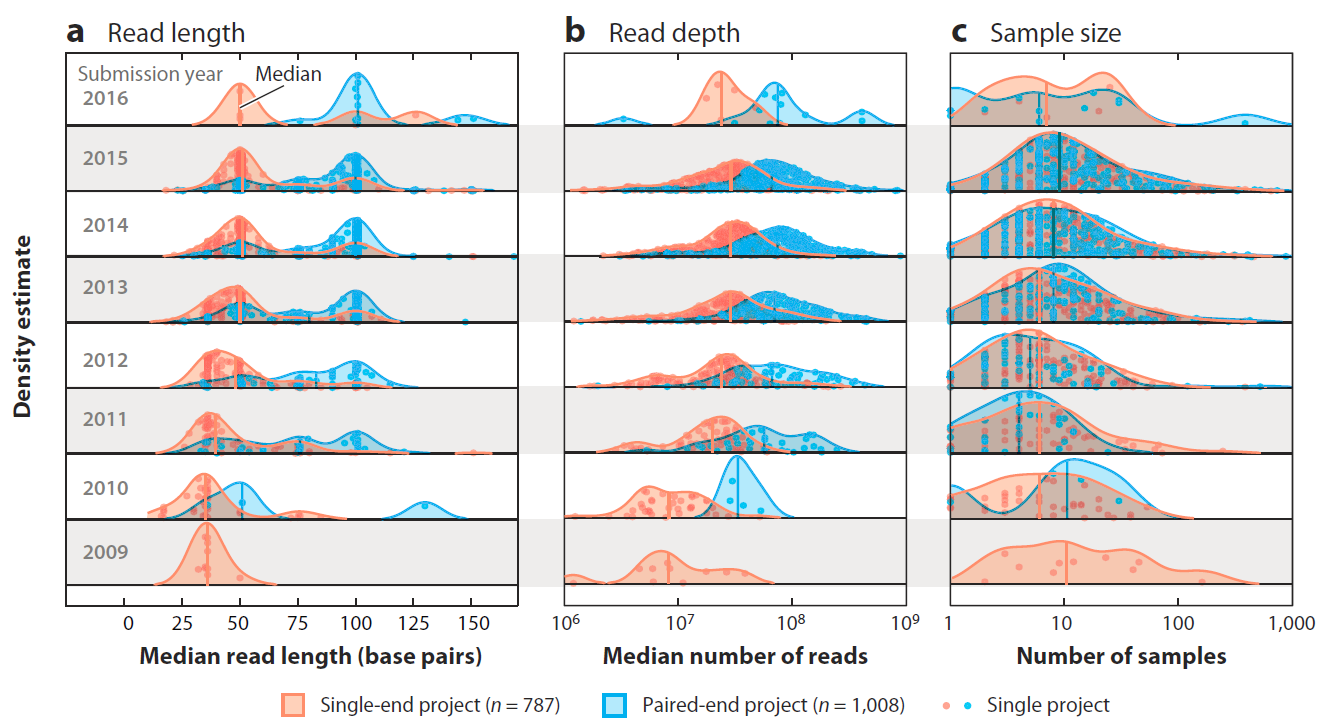 a Read length
b Read depth
c Sample size
Submission year
Median
2016
2015
2014
2013
2012
2011
2010
2009
Density estimate
0 25 50 75 100 125 150
10⁶ 10⁷ 10⁸ 10⁹
1 10 100 1,000
Median read length (base pairs)
Median number of reads
Number of samples
Single-end project (n = 787)
Paired-end project (n = 1,008)
Single project